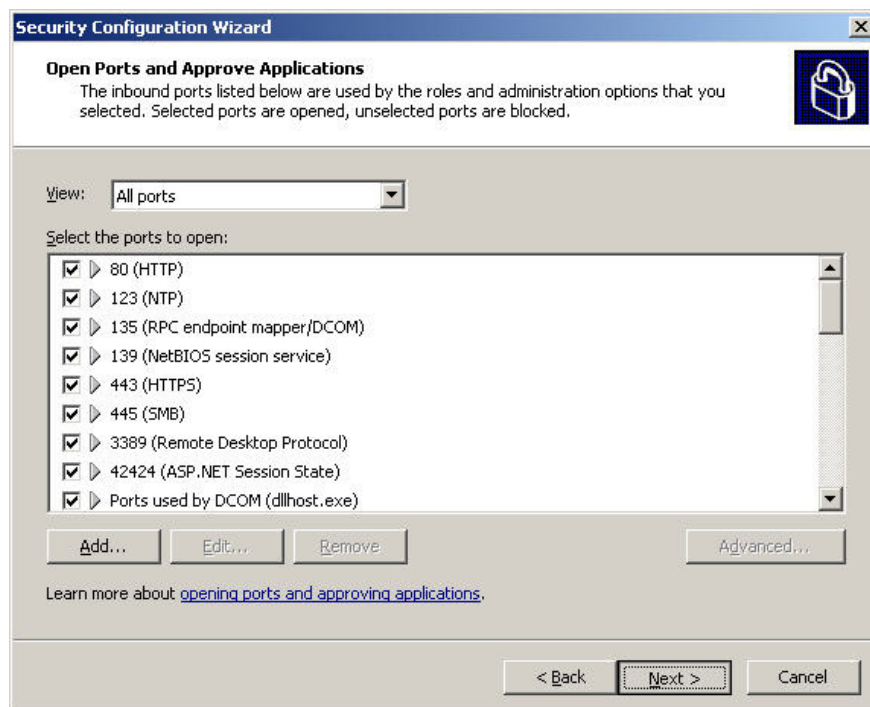 Security Configuration Wizard
Open Ports and Approve Applications
The inbound ports listed below are used by the roles and administration options that you
selected. Selected ports are opened, unselected ports are blocked.
View: All ports
Select the ports to open:
80 (HTTP)
123 (NTP)
135 (RPC endpoint mapper/DCOM)
139 (NetBIOS session service)
443 (HTTPS)
445 (SMB)
3389 (Remote Desktop Protocol)
42424 (ASP.NET Session State)
Ports used by DCOM (dllhost.exe)
Add... Edit... Remove Advanced...
Learn more about opening ports and approving applications.
< Back Next > Cancel